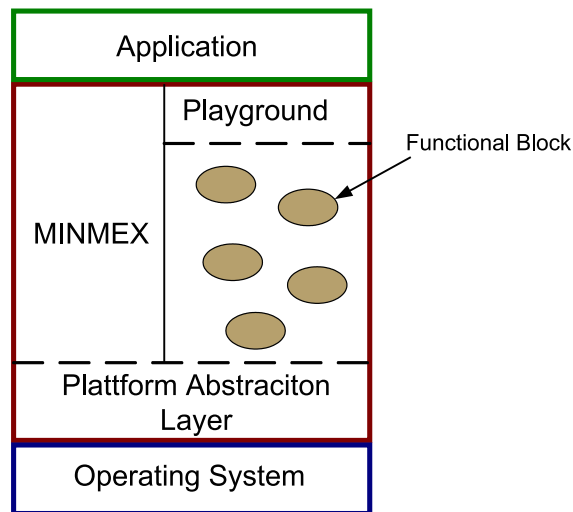 Application
Playground
Functional Block
MINMEX
Plattform Abstraciton
Layer
Operating System